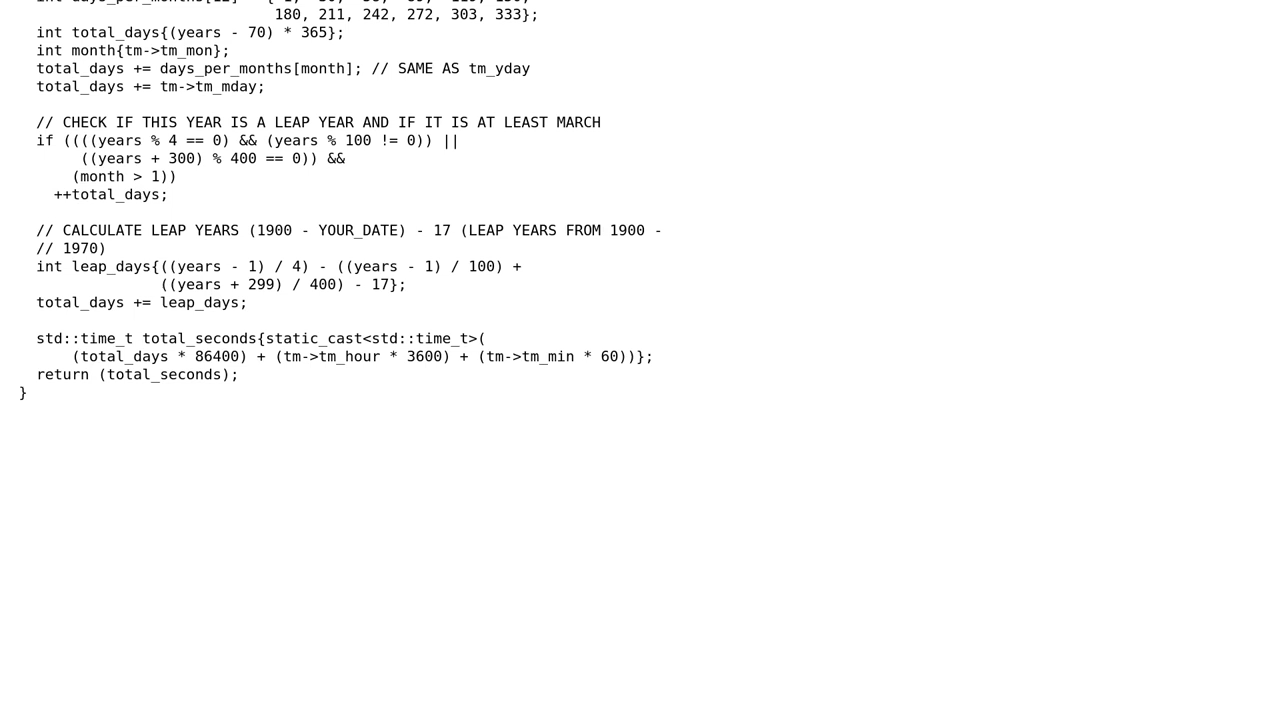 180, 211, 242, 272, 303, 333};
int total_days{(years - 70) * 365};
int month{tm->tm_mon};
total_days += days_per_months[month]; // SAME AS tm_yday
total_days += tm->tm_mday;
// CHECK IF THIS YEAR IS A LEAP YEAR AND IF IT IS AT LEAST MARCH
if ((((years % 4 == 0) && (years % 100 != 0)) ||
((years + 300) % 400 == 0)) &&
(month > 1))
++total_days;
// CALCULATE LEAP YEARS (1900 - YOUR_DATE) - 17 (LEAP YEARS FROM 1900 -
// 1970)
int leap_days{((years - 1) / 4) - ((years - 1) / 100) +
((years + 299) / 400) - 17};
total_days += leap_days;
std::time_t total_seconds{static_cast<std::time_t>(
(total_days * 86400) + (tm->tm_hour * 3600) + (tm->tm_min * 60))};
return (total_seconds);
}